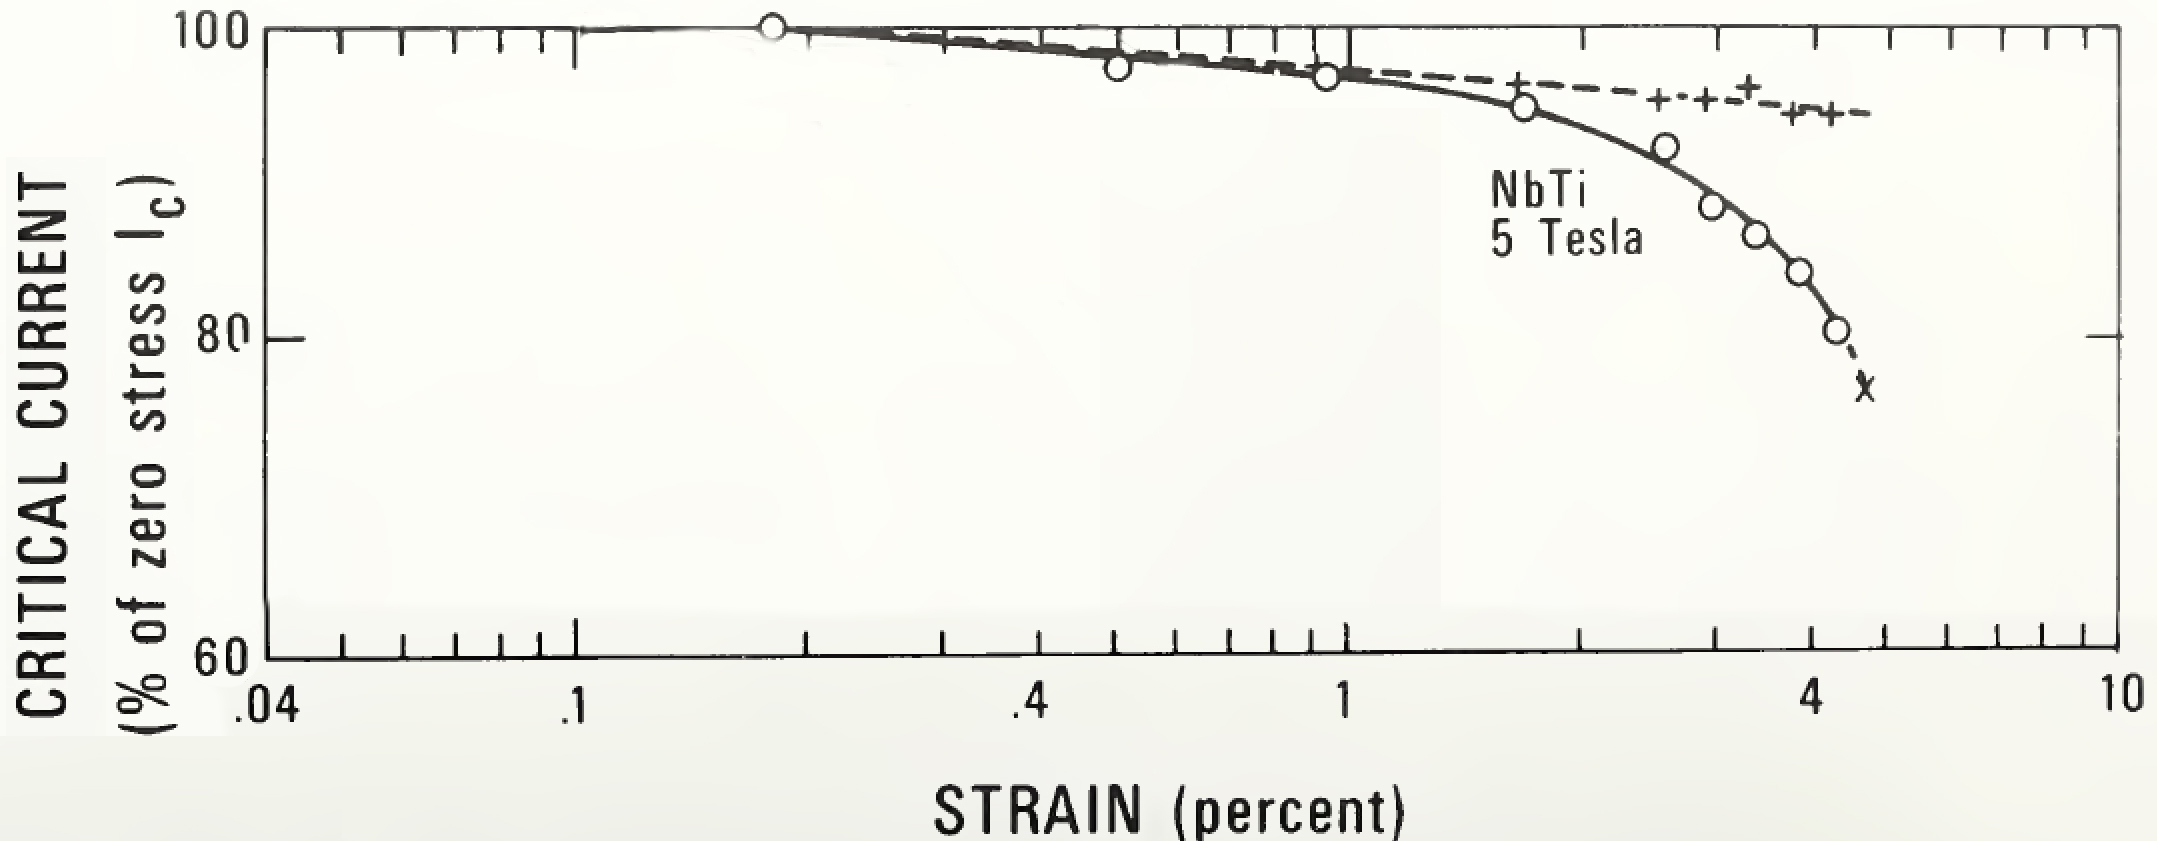 100
80
60
CRITICAL CURRENT
(% of zero stress Ic)
NbTi
5 Tesla
.04 .1 .4 1 4 10
STRAIN (percent)